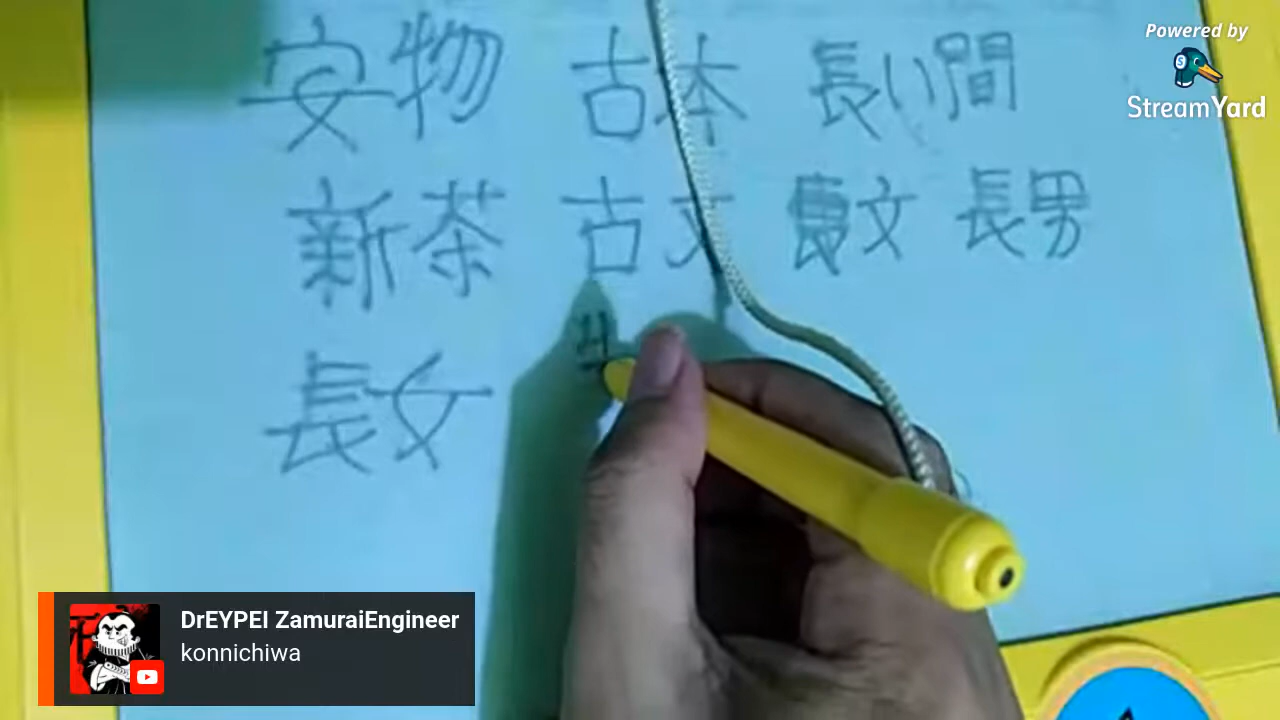 Powered by
StreamYard
安物 古本 長い間
新茶 古文 長文 長男
長女
DrEYPEI ZamuraiEngineer
konnichiwa